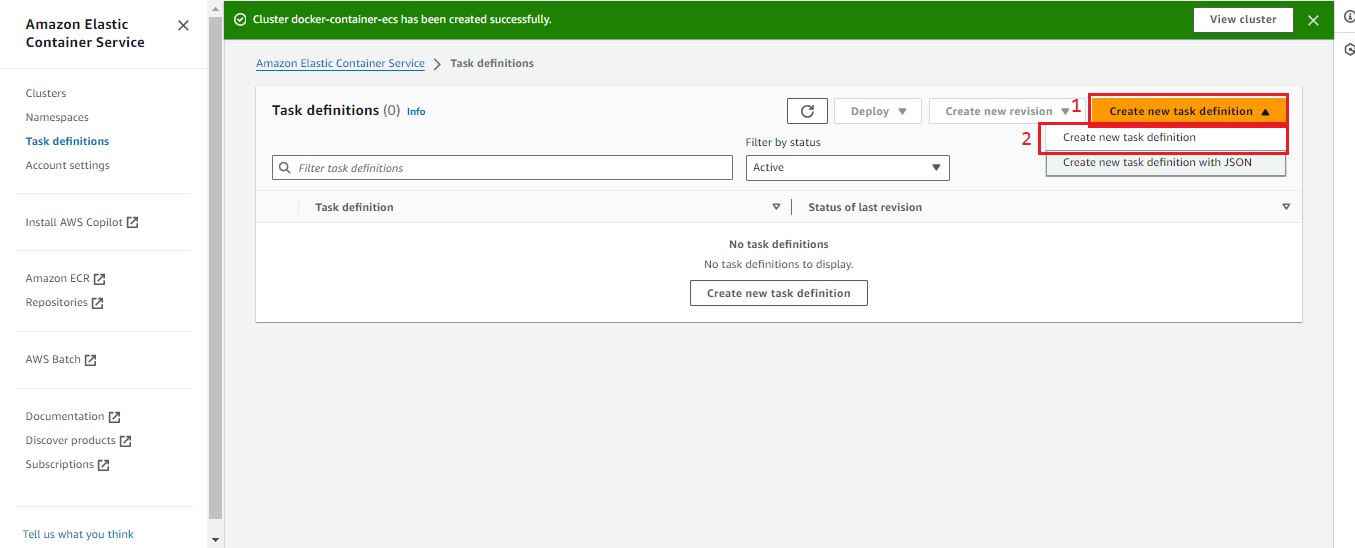 Amazon Elastic
Container Service
Clusters
Namespaces
Task definitions
Account settings
Install AWS Copilot
Amazon ECR
Repositories
AWS Batch
Documentation
Discover products
Subscriptions
Tell us what you think
Cluster docker-container-ecs has been created successfully.
View cluster
Amazon Elastic Container Service > Task definitions
Task definitions (0) Info
Deploy
Create new revision
1
Create new task definition
2
Create new task definition
Create new task definition with JSON
Filter by status
Filter task definitions
Active
Task definition
Status of last revision
No task definitions
No task definitions to display.
Create new task definition